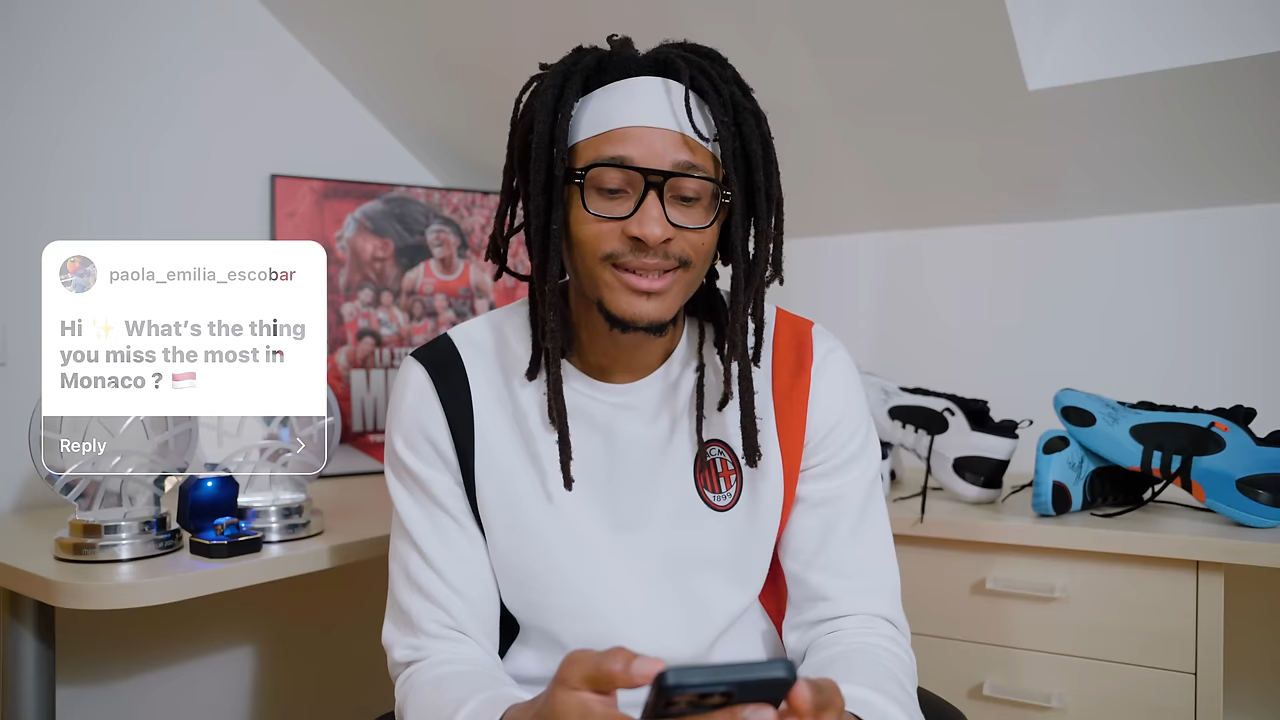 paola_emilia_escobar
Hi ✨ What's the thing
you miss the most in
Monaco ? 🇲🇨
Reply
ACM
1899